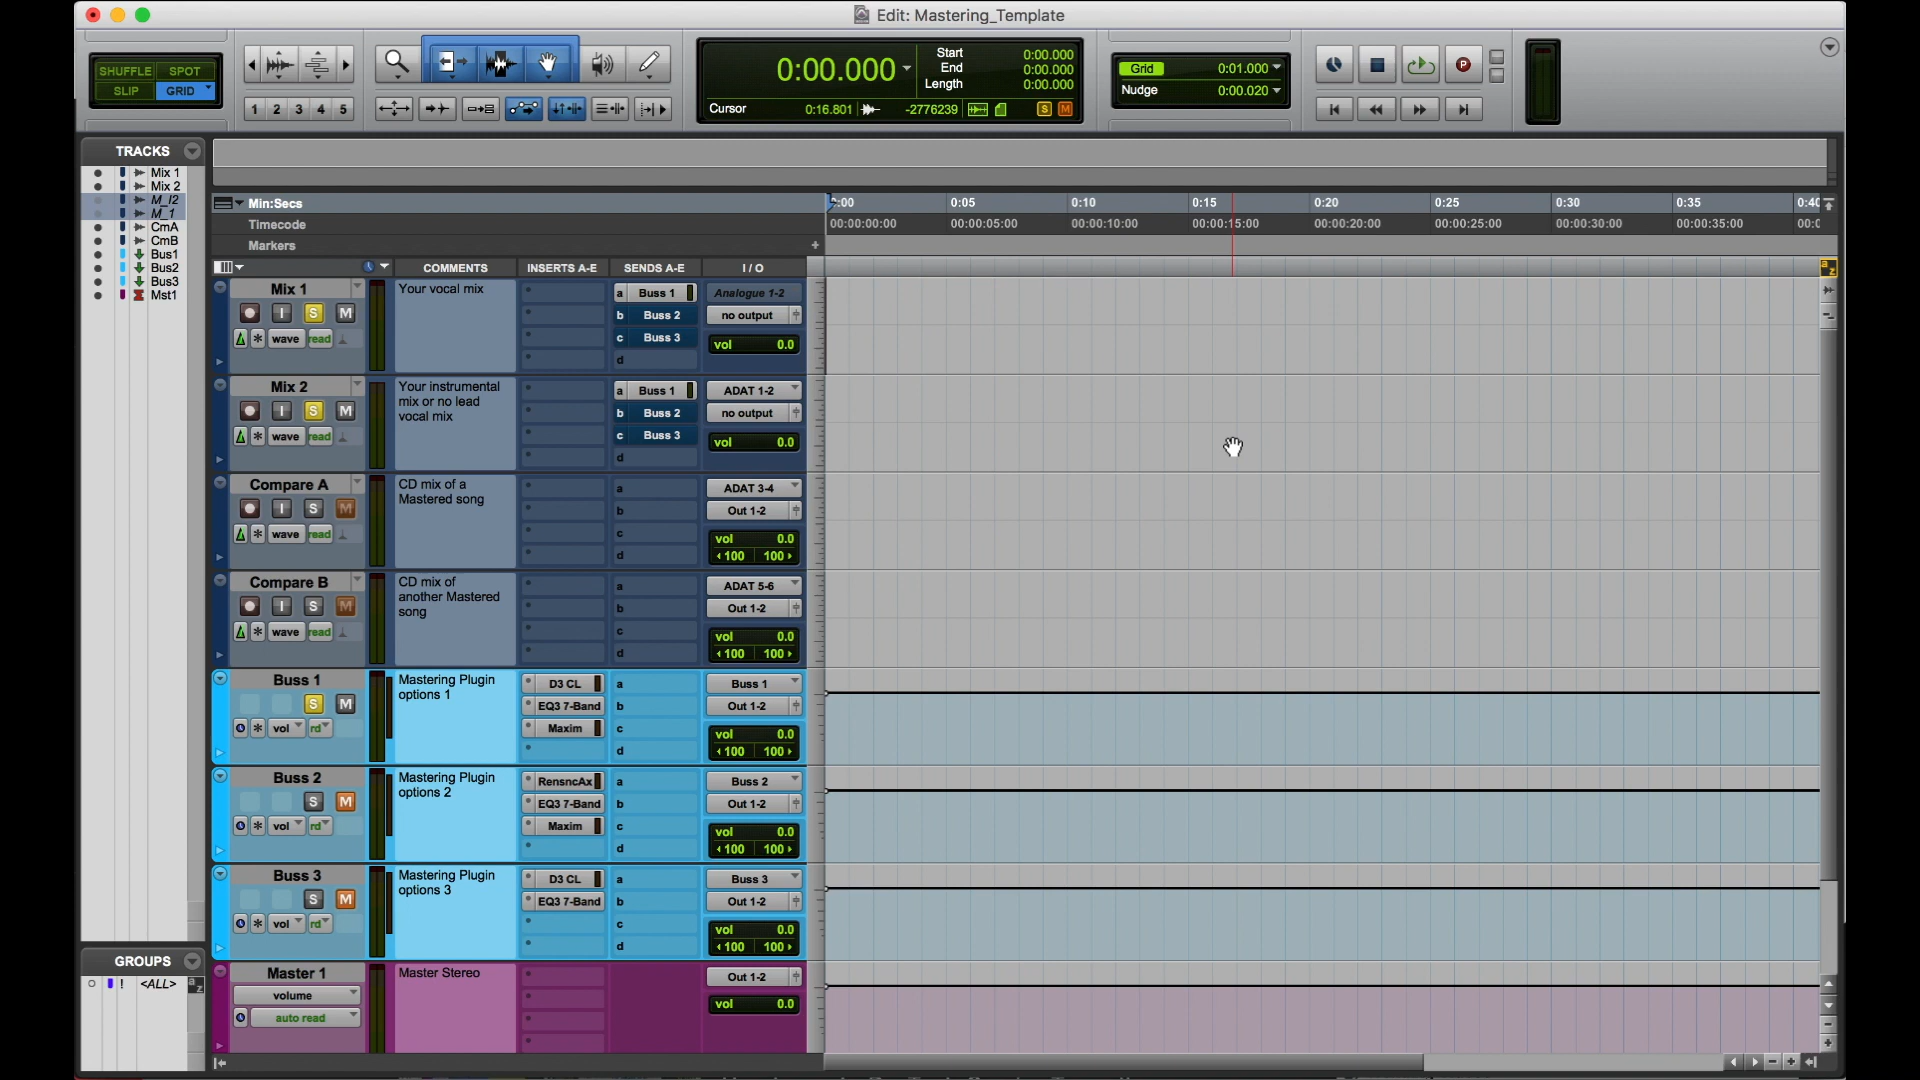 Edit: Mastering_Template
SHUFFLE SPOT
SLIP GRID
1 2 3 4 5
0:00.000
Start 0:00.000
End 0:00.000
Length 0:00.000
Cursor 0:16.801 -2776239 S M
Grid 0:01.000
Nudge 0:00.020
P
TRACKS
Mix 1
Mix 2
M_I2
M_1
CmA
CmB
Bus1
Bus2
Bus3
Mst1
GROUPS
! <ALL>
a z
Min:Secs
0:05 0:10 0:15 0:20 0:25 0:30 0:35
Timecode
00:00:00:00 00:00:05:00 00:00:10:00 00:00:15:00 00:00:20:00 00:00:25:00 00:00:30:00 00:00:35:00
Markers
COMMENTS INSERTS A-E SENDS A-E I / O
Mix 1
I S M
wave read
Your vocal mix
a Buss 1
b Buss 2
c Buss 3
d
Analogue 1-2
no output
vol 0.0
Mix 2
I S M
wave read
Your instrumental
mix or no lead
vocal mix
a Buss 1
b Buss 2
c Buss 3
d
ADAT 1-2
no output
vol 0.0
Compare A
I S M
wave read
CD mix of a
Mastered song
a
b
c
d
ADAT 3-4
Out 1-2
vol 0.0
100 100
Compare B
I S M
wave read
CD mix of
another Mastered
song
a
b
c
d
ADAT 5-6
Out 1-2
vol 0.0
100 100
Buss 1
S M
vol rd
Mastering Plugin
options 1
D3 CL
EQ3 7-Band
Maxim
a
b
c
d
Buss 1
Out 1-2
vol 0.0
100 100
Buss 2
S M
vol rd
Mastering Plugin
options 2
RensncAx
EQ3 7-Band
Maxim
a
b
c
d
Buss 2
Out 1-2
vol 0.0
100 100
Buss 3
S M
vol rd
Mastering Plugin
options 3
D3 CL
EQ3 7-Band
a
b
c
d
Buss 3
Out 1-2
vol 0.0
100 100
Master 1
volume
auto read
Master Stereo
Out 1-2
vol 0.0